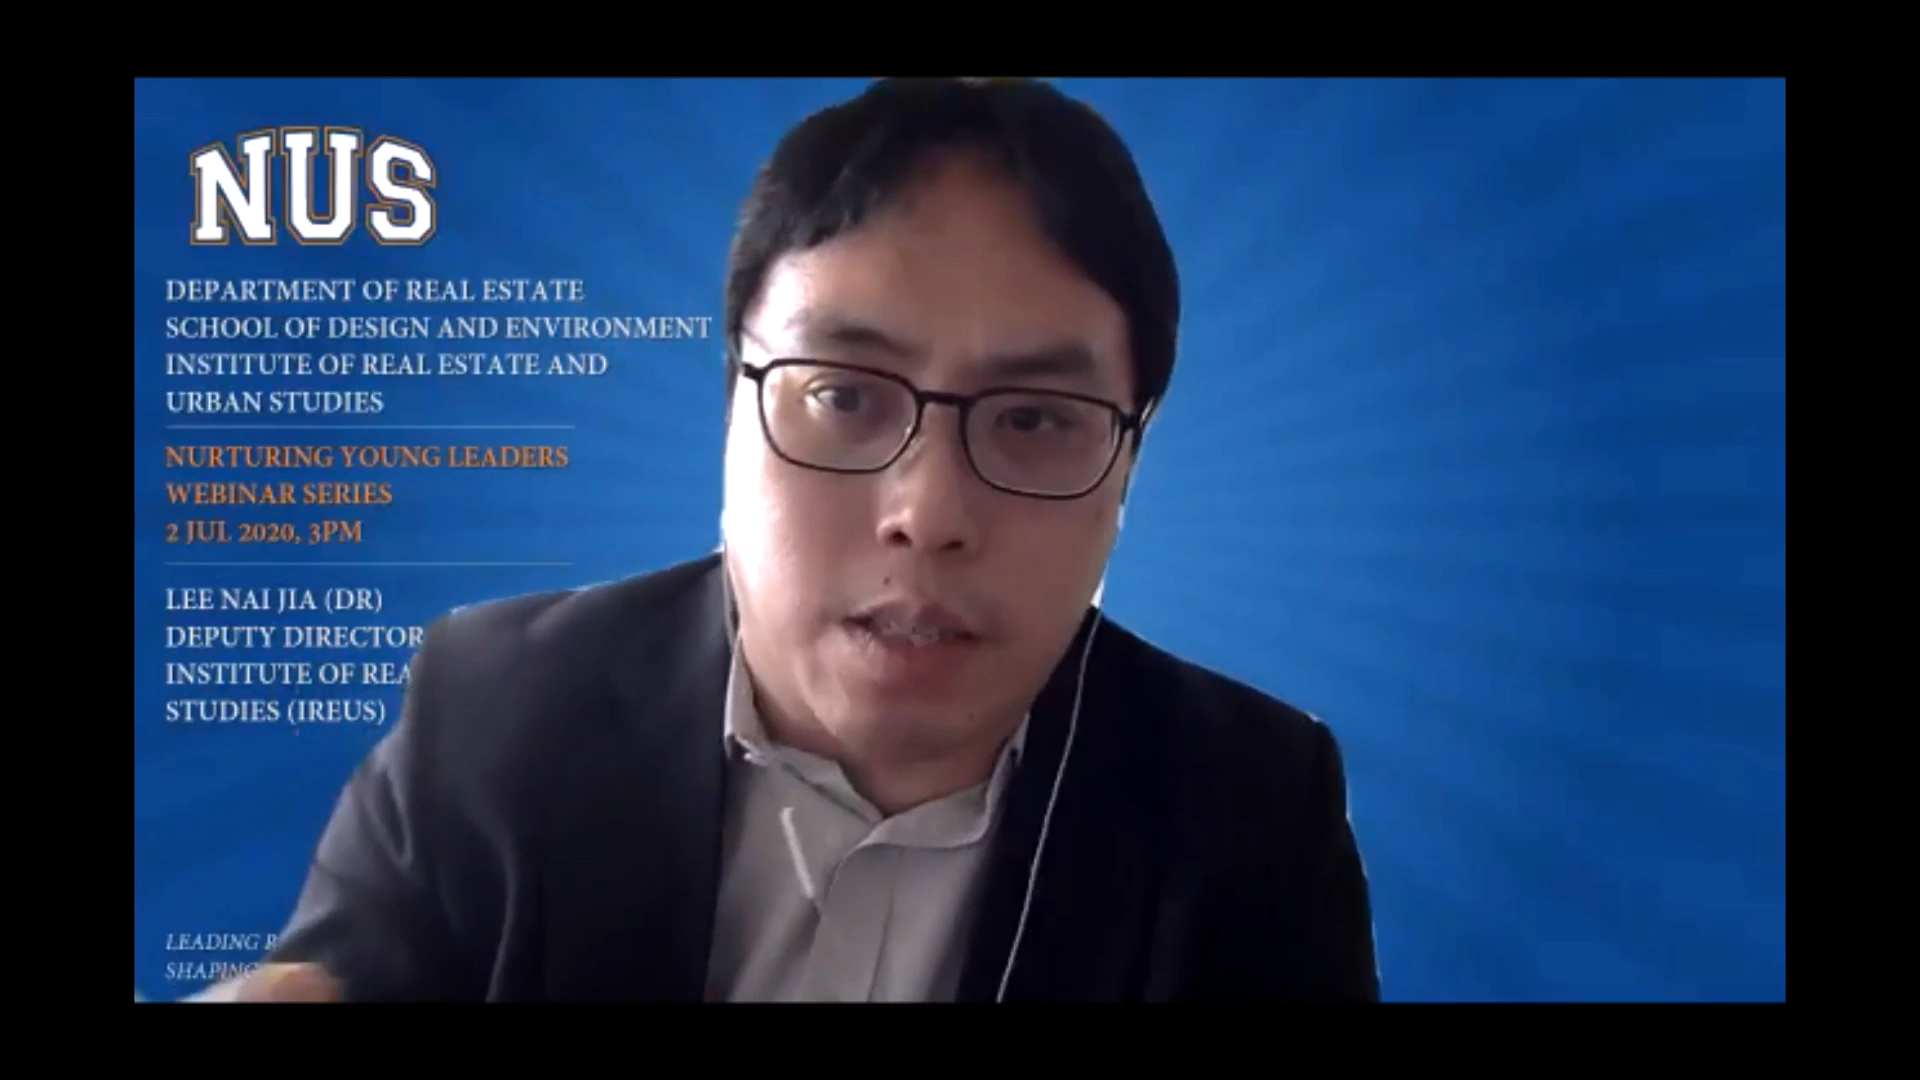 NUS
DEPARTMENT OF REAL ESTATE
SCHOOL OF DESIGN AND ENVIRONMENT
INSTITUTE OF REAL ESTATE AND
URBAN STUDIES
NURTURING YOUNG LEADERS
WEBINAR SERIES
2 JUL 2020, 3PM
LEE NAI JIA (DR)
DEPUTY DIRECTOR
INSTITUTE OF REA
STUDIES (IREUS)
LEADING R
SHAPING